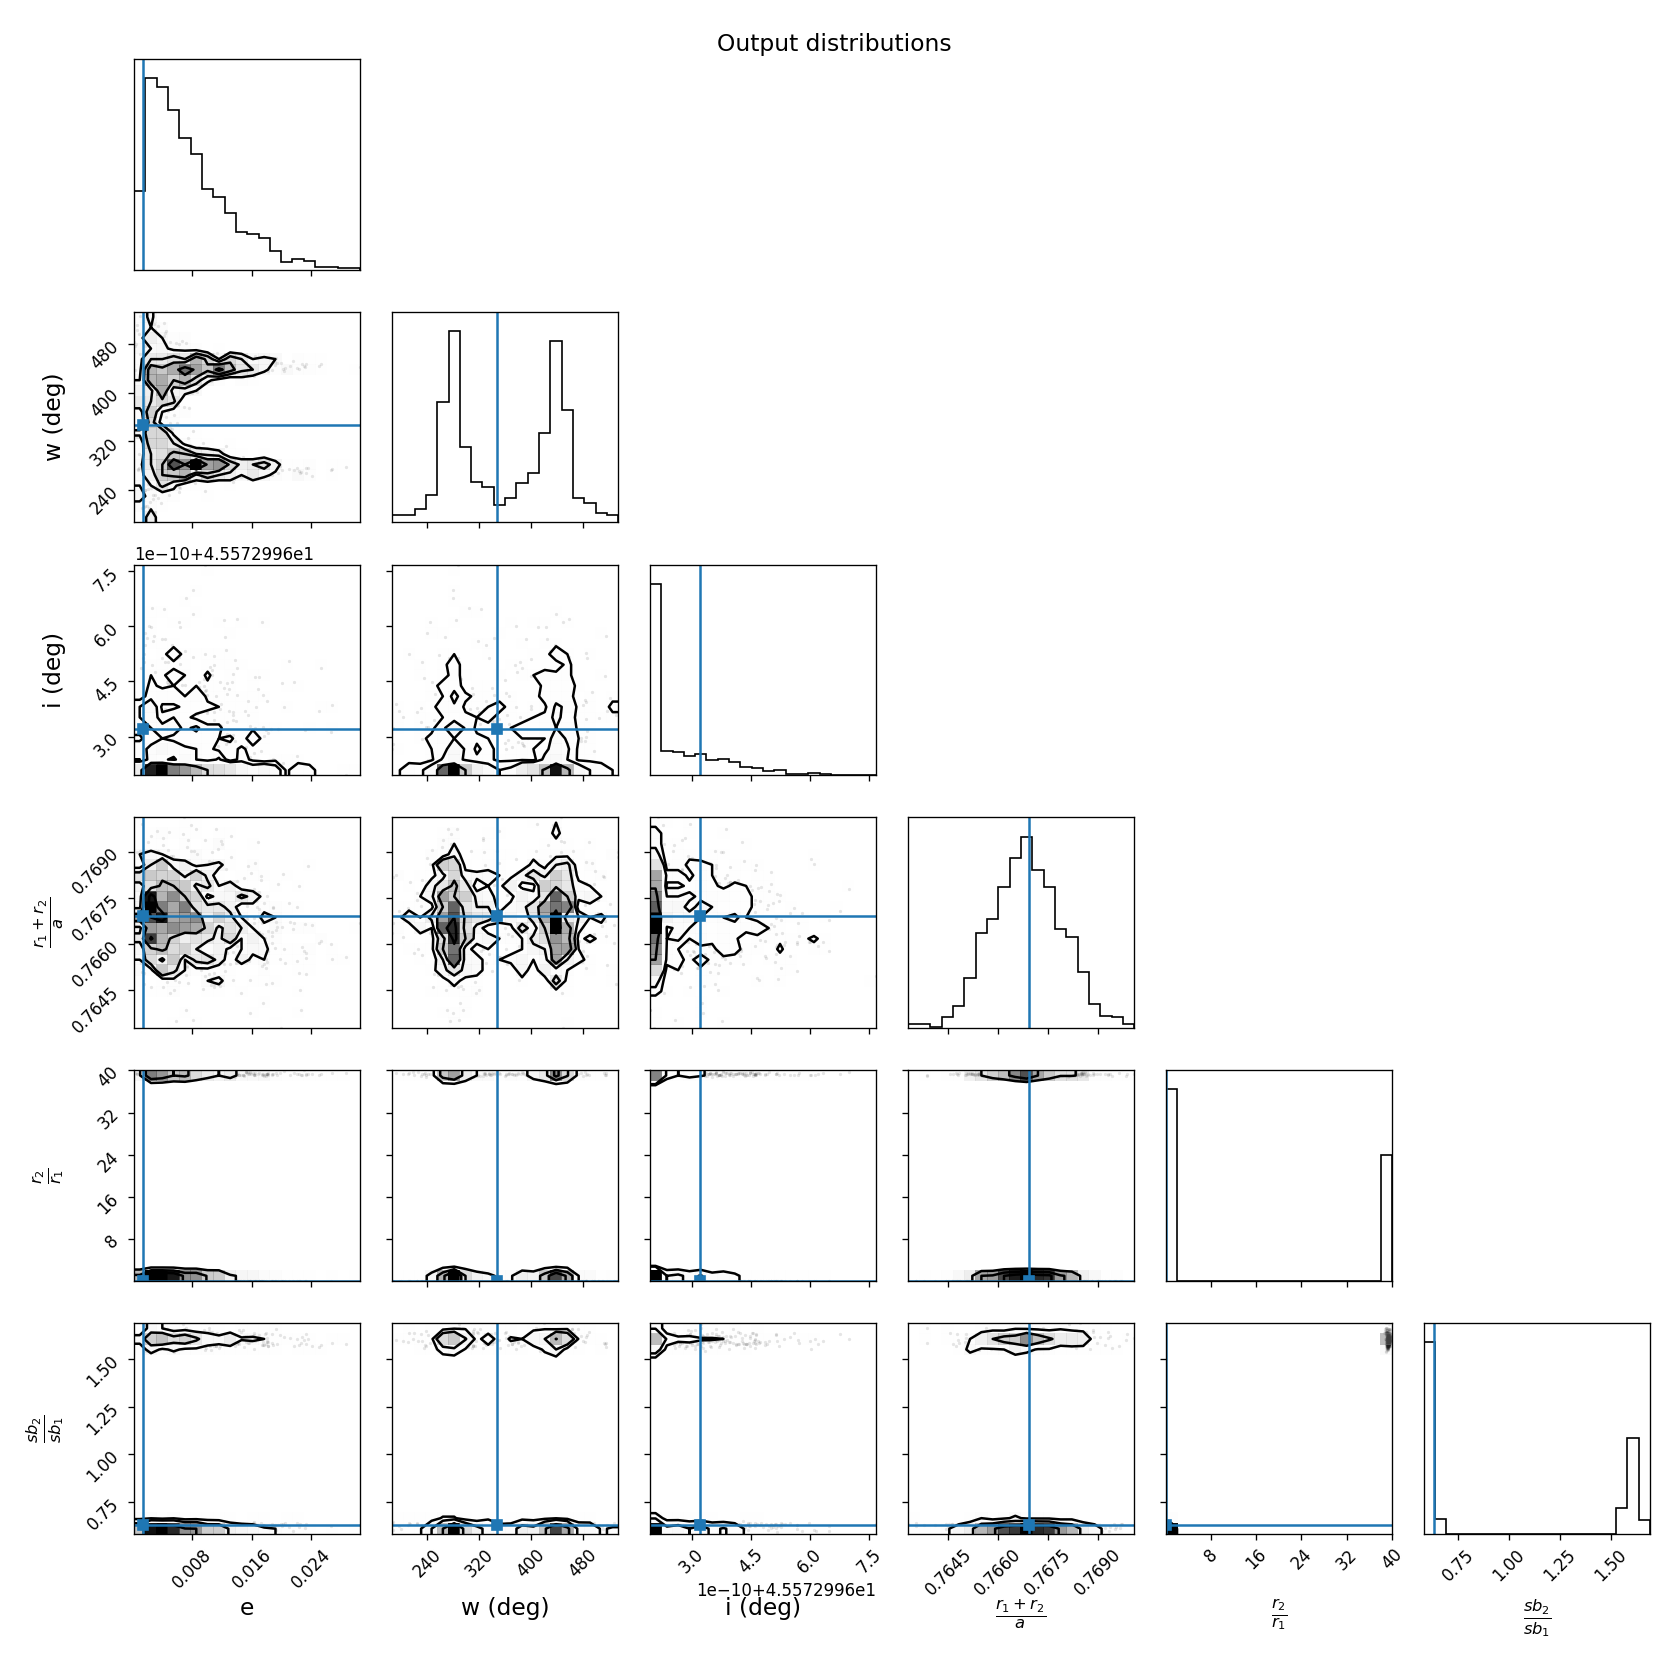 Output distributions
480
400
320
240
w (deg)
1e−10+4.5572996e1
7.5
6.0
4.5
3.0
i (deg)
0.7690
0.7675
0.7660
0.7645
r₁ + r₂
a
40
32
24
16
8
r₂
r₁
1.50
1.25
1.00
0.75
sb₂
sb₁
0.008 0.016 0.024
240 320 400 480
3.0 4.5 6.0 7.5
0.7645 0.7660 0.7675 0.7690
8 16 24 32 40
0.75 1.00 1.25 1.50
1e−10+4.5572996e1
e
w (deg)
i (deg)
r₁ + r₂
a
r₂
r₁
sb₂
sb₁